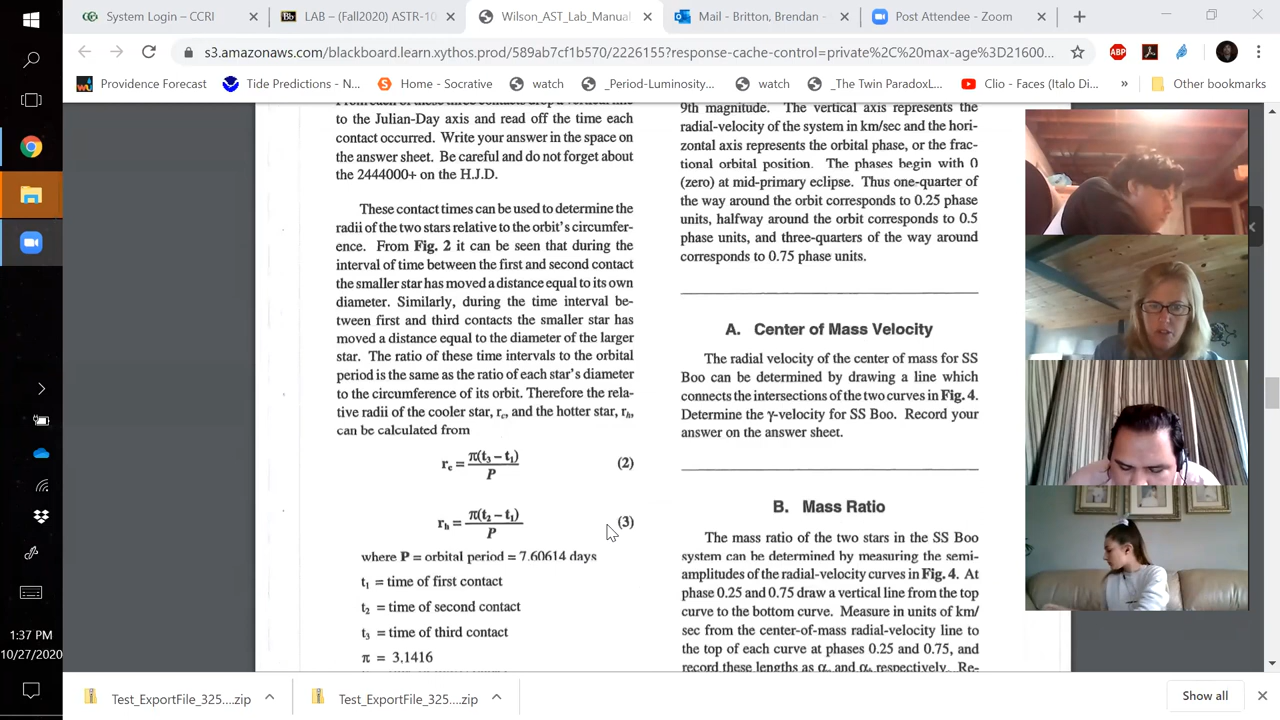 System Login – CCRI
LAB – (Fall2020) ASTR-10
Wilson_AST_Lab_Manual
Mail - Britton, Brendan -
Post Attendee - Zoom
s3.amazonaws.com/blackboard.learn.xythos.prod/589ab7cf1b570/2226155?response-cache-control=private%2C%20max-age%3D21600...
Providence Forecast
Tide Predictions - N...
Home - Socrative
watch
_Period-Luminosity...
watch
_The Twin ParadoxL...
Clio - Faces (Italo Di...
»
Other bookmarks
From each of these three contacts drop a vertical line
to the Julian-Day axis and read off the time each
contact occurred. Write your answer in the space on
the answer sheet. Be careful and do not forget about
the 2444000+ on the H.J.D.
These contact times can be used to determine the
radii of the two stars relative to the orbit's circumfer-
ence. From Fig. 2 it can be seen that during the
interval of time between the first and second contact
the smaller star has moved a distance equal to its own
diameter. Similarly, during the time interval be-
tween first and third contacts the smaller star has
moved a distance equal to the diameter of the larger
star. The ratio of these time intervals to the orbital
period is the same as the ratio of each star's diameter
to the circumference of its orbit. Therefore the rela-
tive radii of the cooler star, rc, and the hotter star, rh,
can be calculated from
rc = π(t3 – t1) / P (2)
rh = π(t2 – t1) / P (3)
where P = orbital period = 7.60614 days
t1 = time of first contact
t2 = time of second contact
t3 = time of third contact
π = 3.1416
9th magnitude. The vertical axis represents the
radial-velocity of the system in km/sec and the hori-
zontal axis represents the orbital phase, or the frac-
tional orbital position. The phases begin with 0
(zero) at mid-primary eclipse. Thus one-quarter of
the way around the orbit corresponds to 0.25 phase
units, halfway around the orbit corresponds to 0.5
phase units, and three-quarters of the way around
corresponds to 0.75 phase units.
A. Center of Mass Velocity
The radial velocity of the center of mass for SS
Boo can be determined by drawing a line which
connects the intersections of the two curves in Fig. 4.
Determine the γ-velocity for SS Boo. Record your
answer on the answer sheet.
B. Mass Ratio
The mass ratio of the two stars in the SS Boo
system can be determined by measuring the semi-
amplitudes of the radial-velocity curves in Fig. 4. At
phase 0.25 and 0.75 draw a vertical line from the top
curve to the bottom curve. Measure in units of km/
sec from the center-of-mass radial-velocity line to
the top of each curve at phases 0.25 and 0.75, and
record these lengths as α and α respectively. Re-
1:37 PM
10/27/2020
Test_ExportFile_325....zip
Test_ExportFile_325....zip
Show all